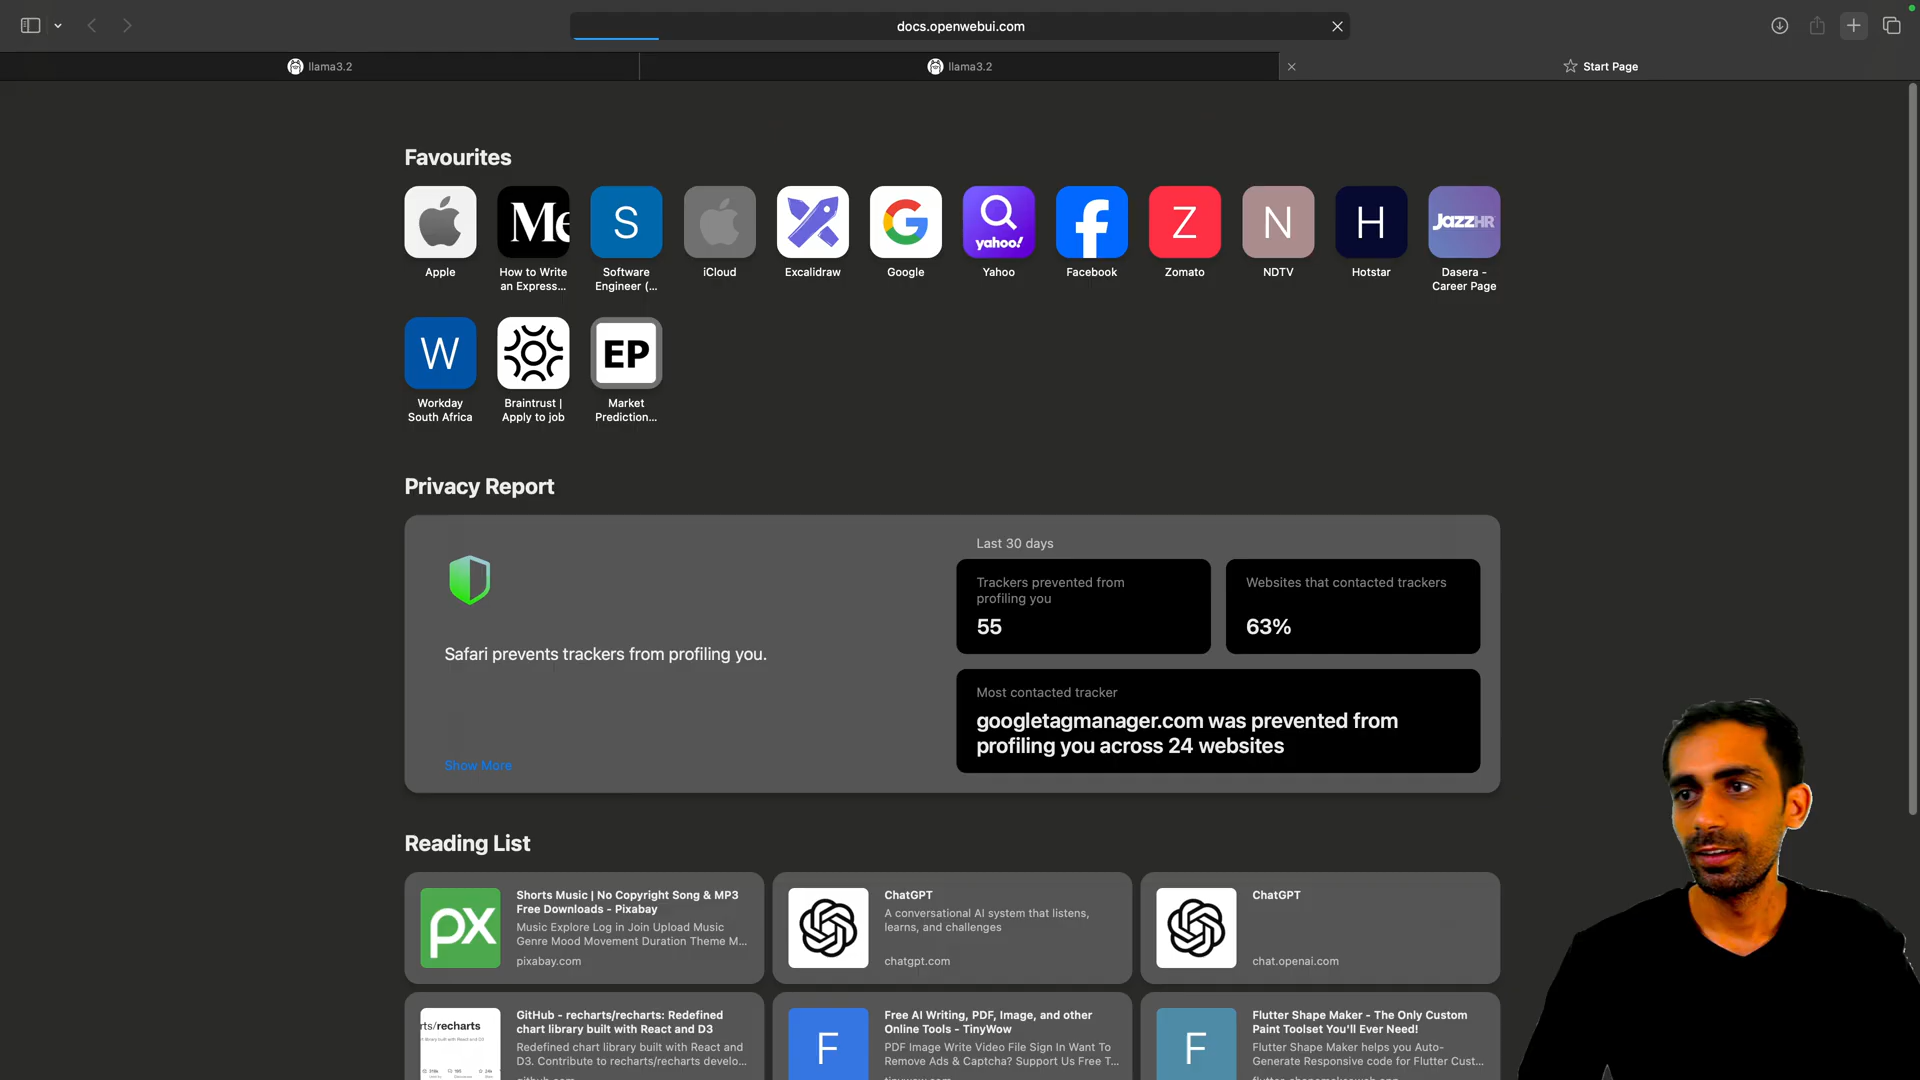 docs.openwebui.com
llama3.2
llama3.2
Start Page
Favourites
Me
S
yahoo!
Z
N
H
JazzHR
Apple
How to Write
an Express...
Software
Engineer (...
iCloud
Excalidraw
Google
Yahoo
Facebook
Zomato
NDTV
Hotstar
Dasera -
Career Page
W
EP
Workday
South Africa
Braintrust |
Apply to job
Market
Prediction...
Privacy Report
Last 30 days
Trackers prevented from
profiling you
55
Websites that contacted trackers
63%
Safari prevents trackers from profiling you.
Most contacted tracker
googletagmanager.com was prevented from
profiling you across 24 websites
Show More
Reading List
px
Shorts Music | No Copyright Song & MP3
Free Downloads - Pixabay
Music Explore Log in Join Upload Music
Genre Mood Movement Duration Theme M...
pixabay.com
ChatGPT
A conversational AI system that listens,
learns, and challenges
chatgpt.com
ChatGPT
chat.openai.com
rts/recharts
GitHub - recharts/recharts: Redefined
chart library built with React and D3
Redefined chart library built with React and
D3. Contribute to recharts/recharts develo...
F
Free AI Writing, PDF, Image, and other
Online Tools - TinyWow
PDF Image Write Video File Sign In Want To
Remove Ads & Captcha? Support Us Free T...
F
Flutter Shape Maker - The Only Custom
Paint Toolset You'll Ever Need!
Flutter Shape Maker helps you Auto-
Generate Responsive code for Flutter Cust...